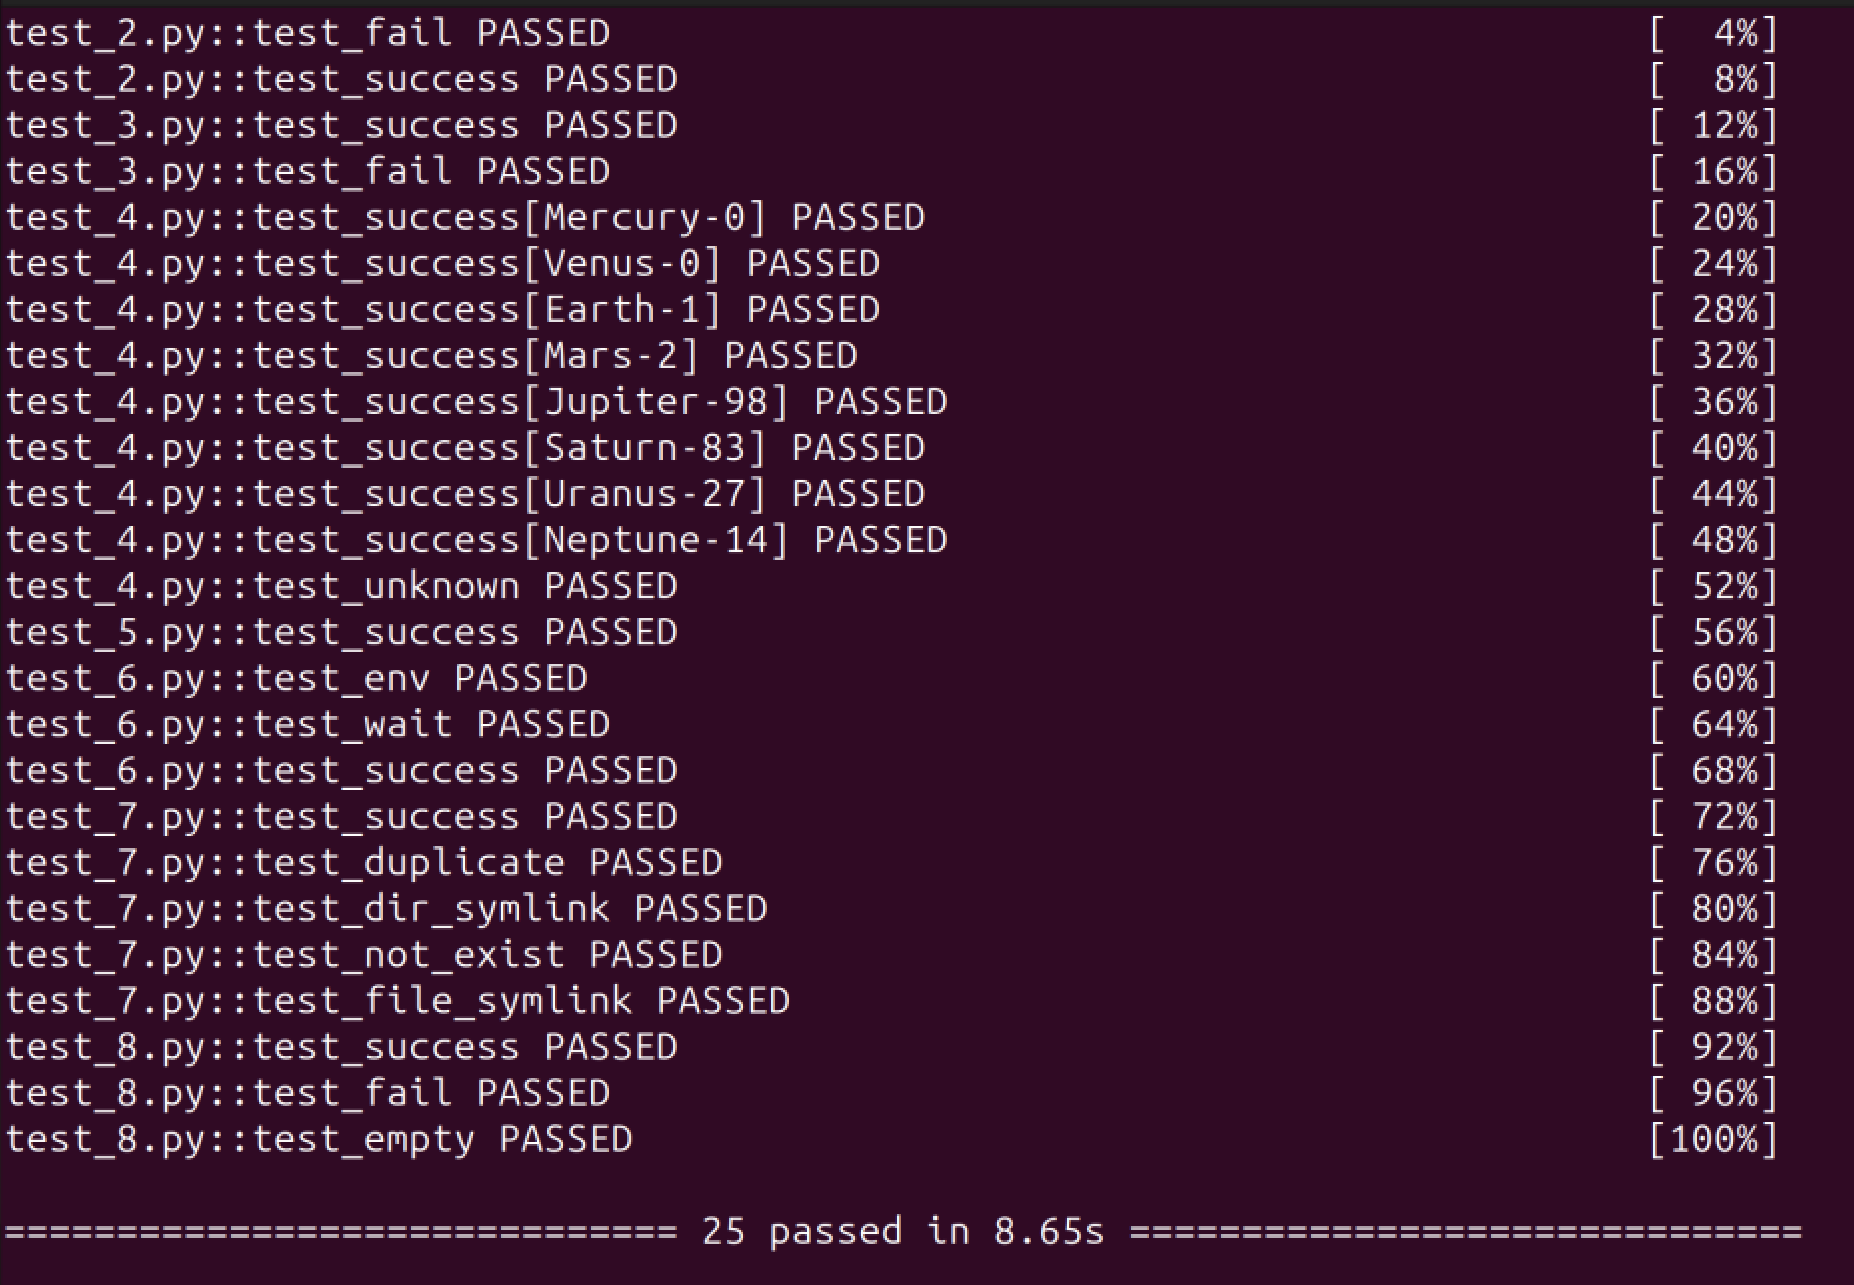 test_2.py::test_fail PASSED [  4%]
test_2.py::test_success PASSED [  8%]
test_3.py::test_success PASSED [ 12%]
test_3.py::test_fail PASSED [ 16%]
test_4.py::test_success[Mercury-0] PASSED [ 20%]
test_4.py::test_success[Venus-0] PASSED [ 24%]
test_4.py::test_success[Earth-1] PASSED [ 28%]
test_4.py::test_success[Mars-2] PASSED [ 32%]
test_4.py::test_success[Jupiter-98] PASSED [ 36%]
test_4.py::test_success[Saturn-83] PASSED [ 40%]
test_4.py::test_success[Uranus-27] PASSED [ 44%]
test_4.py::test_success[Neptune-14] PASSED [ 48%]
test_4.py::test_unknown PASSED [ 52%]
test_5.py::test_success PASSED [ 56%]
test_6.py::test_env PASSED [ 60%]
test_6.py::test_wait PASSED [ 64%]
test_6.py::test_success PASSED [ 68%]
test_7.py::test_success PASSED [ 72%]
test_7.py::test_duplicate PASSED [ 76%]
test_7.py::test_dir_symlink PASSED [ 80%]
test_7.py::test_not_exist PASSED [ 84%]
test_7.py::test_file_symlink PASSED [ 88%]
test_8.py::test_success PASSED [ 92%]
test_8.py::test_fail PASSED [ 96%]
test_8.py::test_empty PASSED [100%]
============================== 25 passed in 8.65s ==============================